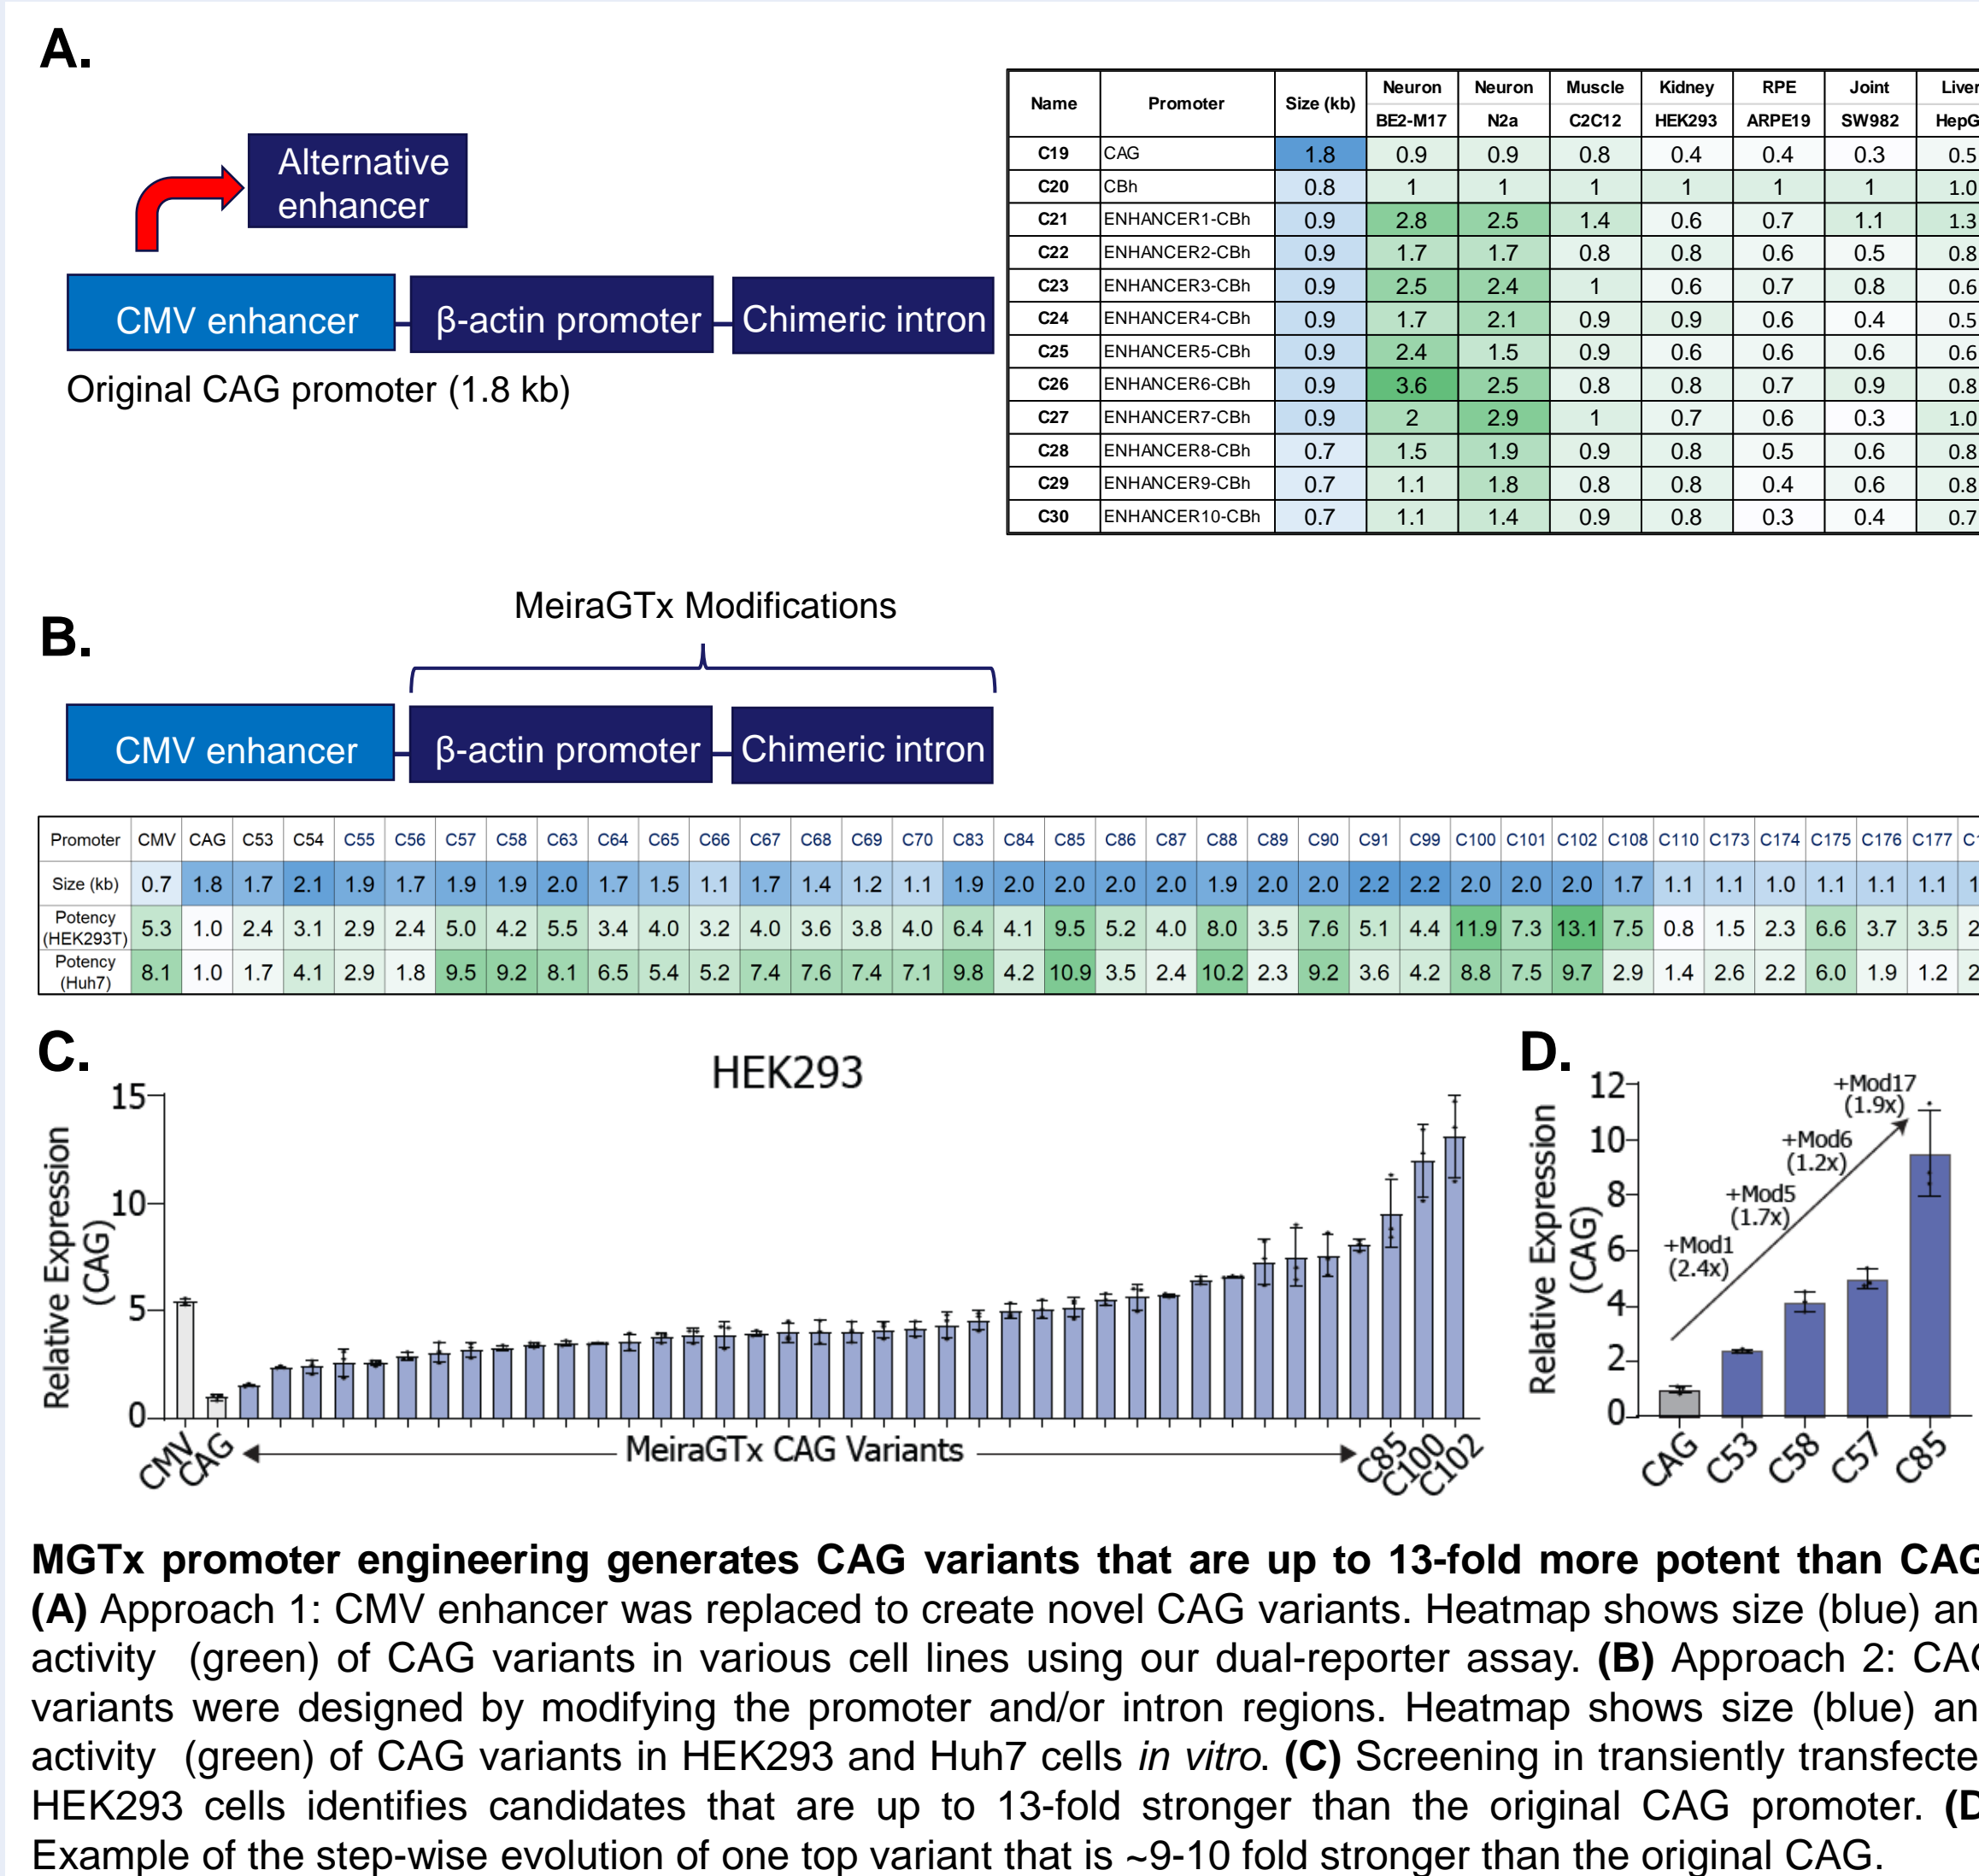 A.
Alternative
enhancer
CMV enhancer β-actin promoter Chimeric intron
Original CAG promoter (1.8 kb)
Name Promoter Size (kb) Neuron Neuron Muscle Kidney RPE Joint Liver
BE2-M17 N2a C2C12 HEK293 ARPE19 SW982 HepG
C19 CAG 1.8 0.9 0.9 0.8 0.4 0.4 0.3 0.5
C20 CBh 0.8 1 1 1 1 1 1 1.0
C21 ENHANCER1-CBh 0.9 2.8 2.5 1.4 0.6 0.7 1.1 1.3
C22 ENHANCER2-CBh 0.9 1.7 1.7 0.8 0.8 0.6 0.5 0.8
C23 ENHANCER3-CBh 0.9 2.5 2.4 1 0.6 0.7 0.8 0.6
C24 ENHANCER4-CBh 0.9 1.7 2.1 0.9 0.9 0.6 0.4 0.5
C25 ENHANCER5-CBh 0.9 2.4 1.5 0.9 0.6 0.6 0.6 0.6
C26 ENHANCER6-CBh 0.9 3.6 2.5 0.8 0.8 0.7 0.9 0.8
C27 ENHANCER7-CBh 0.9 2 2.9 1 0.7 0.6 0.3 1.0
C28 ENHANCER8-CBh 0.7 1.5 1.9 0.9 0.8 0.5 0.6 0.8
C29 ENHANCER9-CBh 0.7 1.1 1.8 0.8 0.8 0.4 0.6 0.8
C30 ENHANCER10-CBh 0.7 1.1 1.4 0.9 0.8 0.3 0.4 0.7
B.
MeiraGTx Modifications
CMV enhancer β-actin promoter Chimeric intron
Promoter CMV CAG C53 C54 C55 C56 C57 C58 C63 C64 C65 C66 C67 C68 C69 C70 C83 C84 C85 C86 C87 C88 C89 C90 C91 C99 C100 C101 C102 C108 C110 C173 C174 C175 C176 C177
Size (kb) 0.7 1.8 1.7 2.1 1.9 1.7 1.9 1.9 2.0 1.7 1.5 1.1 1.7 1.4 1.2 1.1 1.9 2.0 2.0 2.0 2.0 1.9 2.0 2.0 2.2 2.2 2.0 2.0 2.0 1.7 1.1 1.1 1.0 1.1 1.1 1.1
Potency (HEK293T) 5.3 1.0 2.4 3.1 2.9 2.4 5.0 4.2 5.5 3.4 4.0 3.2 4.0 3.6 3.8 4.0 6.4 4.1 9.5 5.2 4.0 8.0 3.5 7.6 5.1 4.4 11.9 7.3 13.1 7.5 0.8 1.5 2.3 6.6 3.7 3.5
Potency (Huh7) 8.1 1.0 1.7 4.1 2.9 1.8 9.5 9.2 8.1 6.5 5.4 5.2 7.4 7.6 7.4 7.1 9.8 4.2 10.9 3.5 2.4 10.2 2.3 9.2 3.6 4.2 8.8 7.5 9.7 2.9 1.4 2.6 2.2 6.0 1.9 1.2
C.
HEK293
Relative Expression
(CAG)
15
10
5
0
CMV
CAG
MeiraGTx CAG Variants
C85
C100
C102
D.
Relative Expression
(CAG)
12
10
8
6
4
2
0
+Mod1
(2.4x)
+Mod5
(1.7x)
+Mod6
(1.2x)
+Mod17
(1.9x)
CAG
C53
C58
C57
C85
MGTx promoter engineering generates CAG variants that are up to 13-fold more potent than CAG
(A) Approach 1: CMV enhancer was replaced to create novel CAG variants. Heatmap shows size (blue) an
activity (green) of CAG variants in various cell lines using our dual-reporter assay. (B) Approach 2: CAG
variants were designed by modifying the promoter and/or intron regions. Heatmap shows size (blue) an
activity (green) of CAG variants in HEK293 and Huh7 cells in vitro. (C) Screening in transiently transfecte
HEK293 cells identifies candidates that are up to 13-fold stronger than the original CAG promoter. (D
Example of the step-wise evolution of one top variant that is ~9-10 fold stronger than the original CAG.